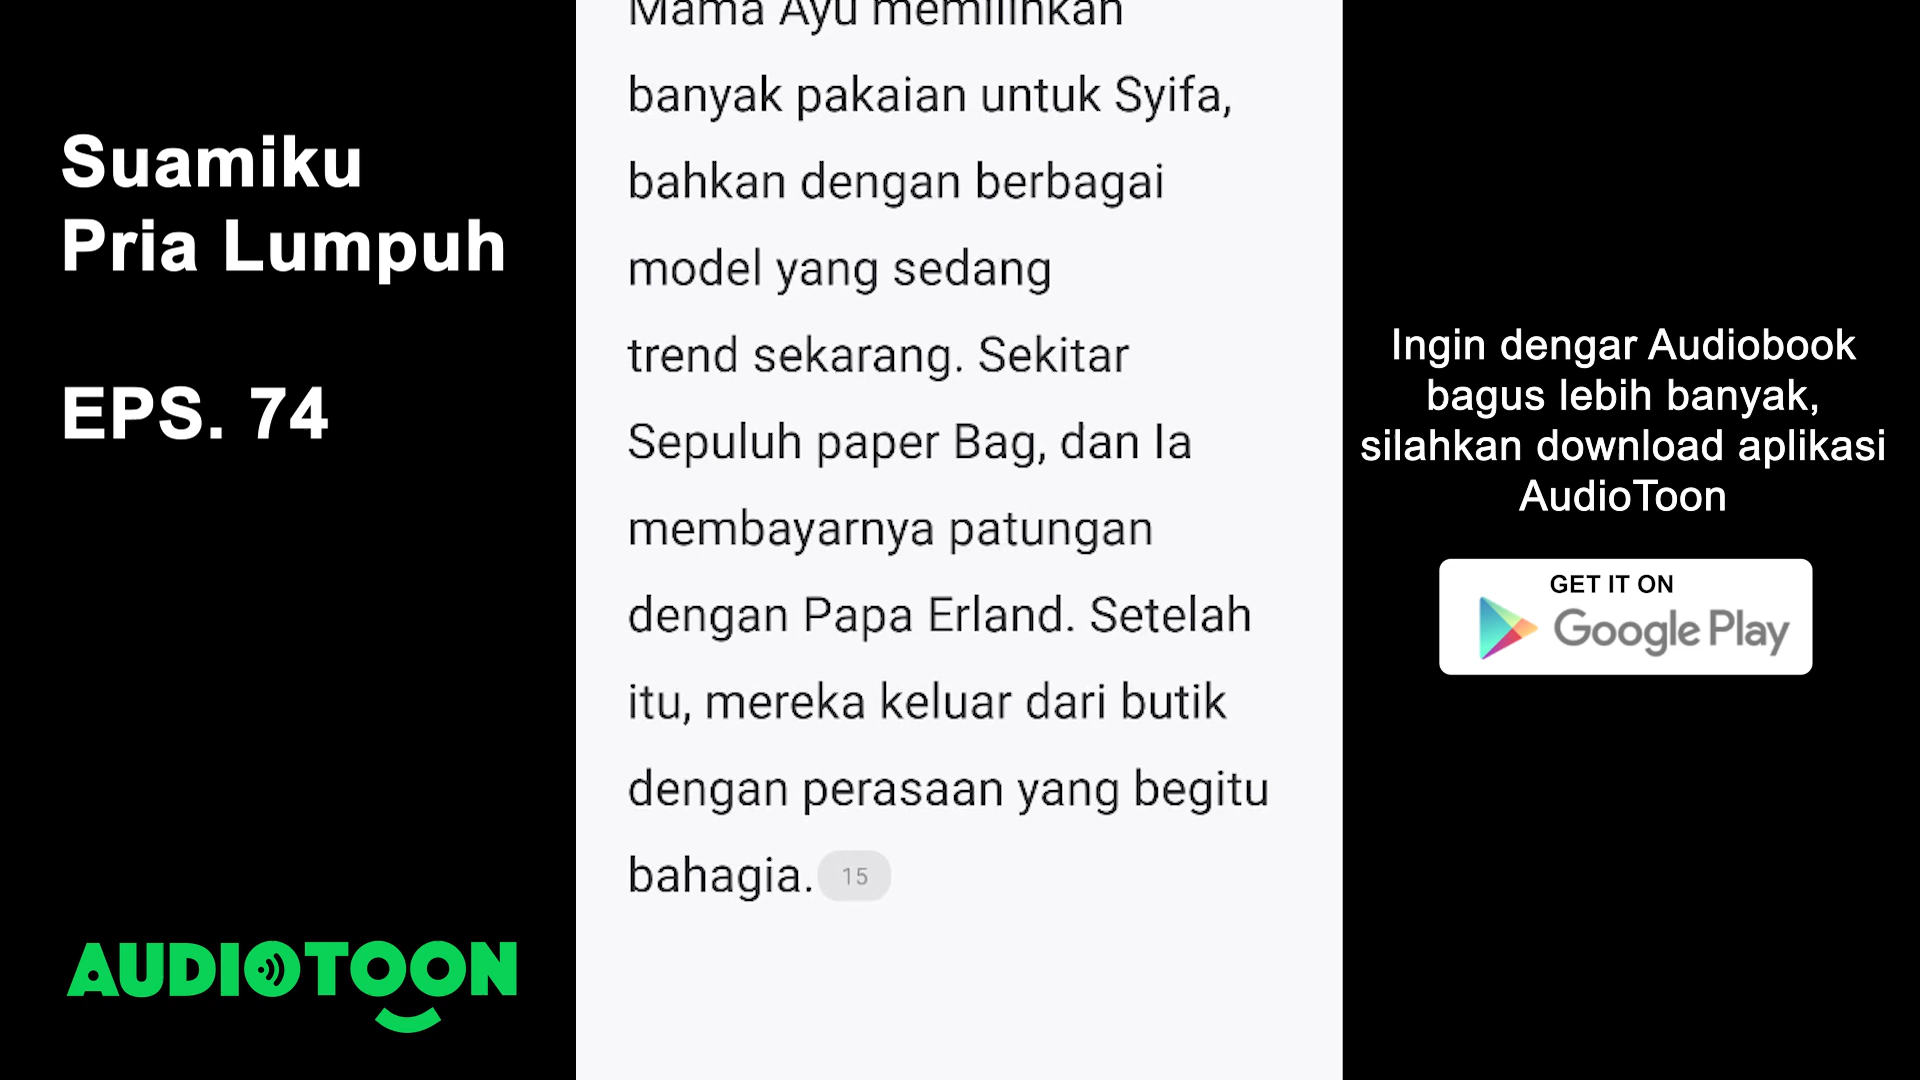 Suamiku
Pria Lumpuh
EPS. 74
AUDIOTOON
Mama Ayu memilihkan
banyak pakaian untuk Syifa,
bahkan dengan berbagai
model yang sedang
trend sekarang. Sekitar
Sepuluh paper Bag, dan Ia
membayarnya patungan
dengan Papa Erland. Setelah
itu, mereka keluar dari butik
dengan perasaan yang begitu
bahagia. 15
Ingin dengar Audiobook
bagus lebih banyak,
silahkan download aplikasi
AudioToon
GET IT ON
Google Play